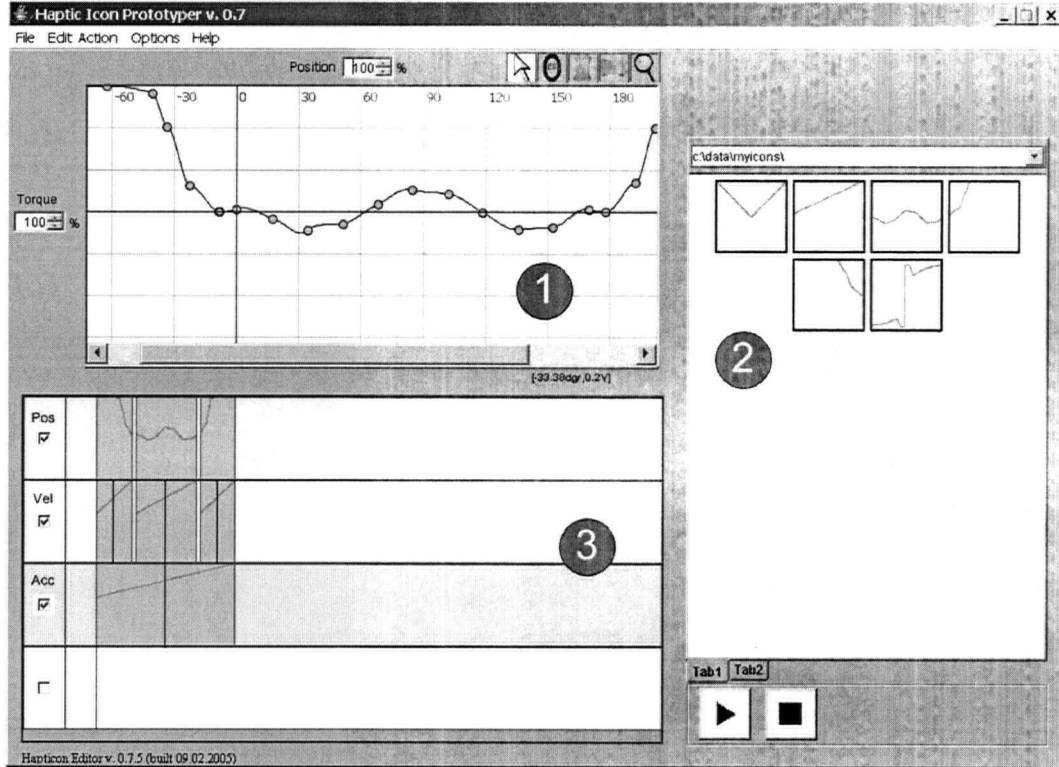 Haptic Icon Prototyper v. 0.7
File Edit Action Options Help
Position 100 %
-60 -30 0 30 60 90 120 150 180
Torque
100 %
1
[-33.38dgr,0.2V]
c:\data\myicons\
2
Pos
Vel
3
Acc
Tab1 Tab2
Hapticon Editor v. 0.7.5 (built 09.02.2005)